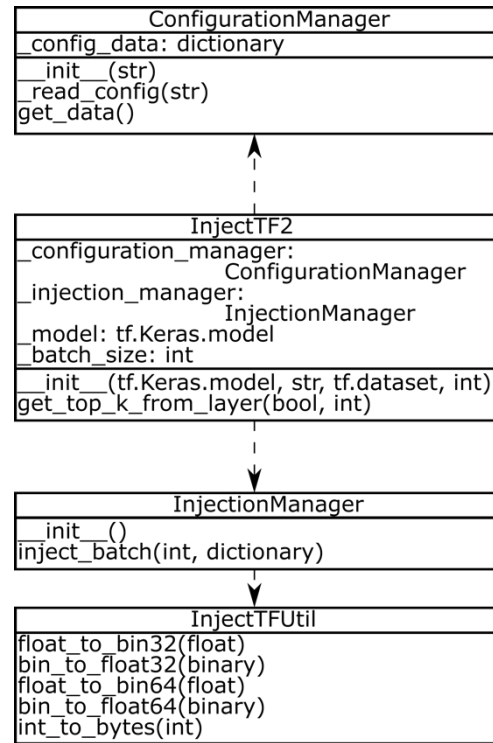 ConfigurationManager
_config_data: dictionary
__init__(str)
_read_config(str)
get_data()
InjectTF2
_configuration_manager:
ConfigurationManager
_injection_manager:
InjectionManager
_model: tf.Keras.model
_batch_size: int
__init__(tf.Keras.model, str, tf.dataset, int)
get_top_k_from_layer(bool, int)
InjectionManager
__init__()
inject_batch(int, dictionary)
InjectTFUtil
float_to_bin32(float)
bin_to_float32(binary)
float_to_bin64(float)
bin_to_float64(binary)
int_to_bytes(int)